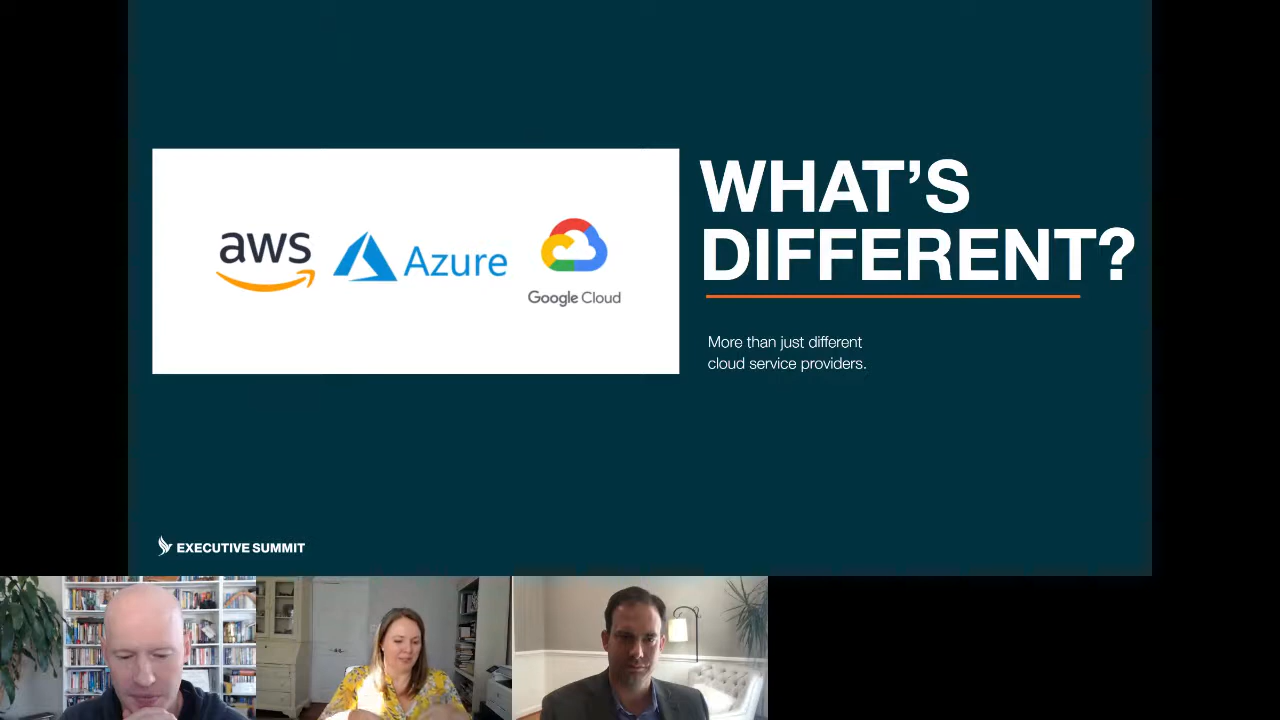 aws
Azure
Google Cloud
WHAT'S
DIFFERENT?
More than just different
cloud service providers.
EXECUTIVE SUMMIT